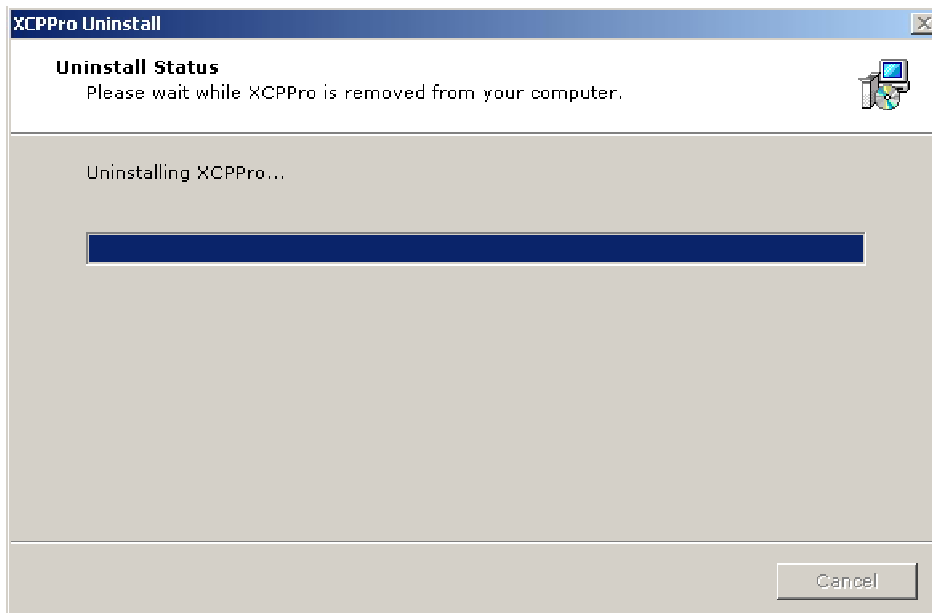 XCPPro Uninstall
Uninstall Status
Please wait while XCPPro is removed from your computer.
Uninstalling XCPPro...
Cancel